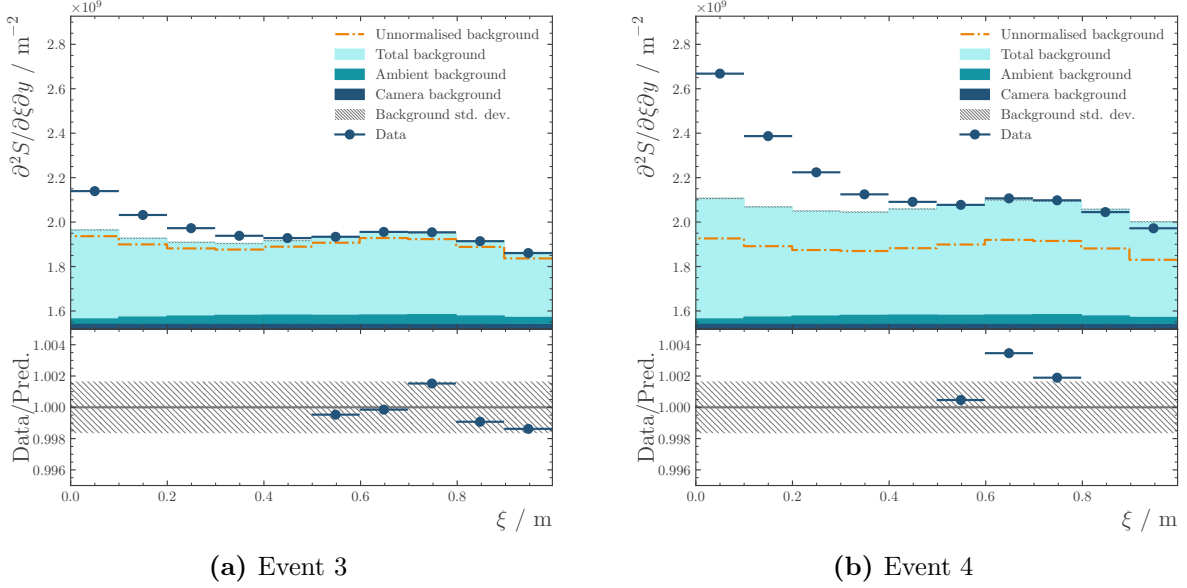 ×10⁹
∂²S/∂ξ∂y / m⁻²
2.8
2.6
2.4
2.2
2.0
1.8
1.6
Unnormalised background
Total background
Ambient background
Camera background
Background std. dev.
Data
Data/Pred.
1.004
1.002
1.000
0.998
0.996
0.0 0.2 0.4 0.6 0.8
ξ / m
(a) Event 3
×10⁹
∂²S/∂ξ∂y / m⁻²
2.8
2.6
2.4
2.2
2.0
1.8
1.6
Unnormalised background
Total background
Ambient background
Camera background
Background std. dev.
Data
Data/Pred.
1.004
1.002
1.000
0.998
0.996
0.0 0.2 0.4 0.6 0.8
ξ / m
(b) Event 4